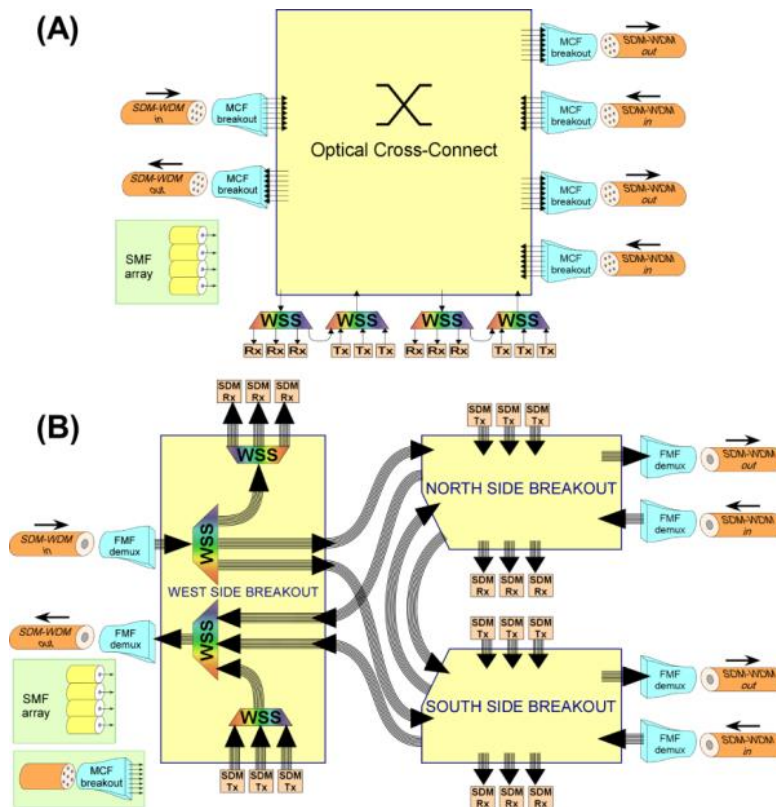 (A)
Optical Cross-Connect
SDM-WDM
in
MCF
breakout
SDM-WDM
out
MCF
breakout
SMF
array
MCF
breakout
SDM-WDM
out
MCF
breakout
SDM-WDM
in
MCF
breakout
SDM-WDM
out
MCF
breakout
SDM-WDM
in
WSS
WSS
WSS
WSS
Rx Rx Rx
Tx Tx Tx
Rx Rx Rx
Tx Tx Tx
(B)
SDM
Rx
SDM
Rx
SDM
Rx
WSS
SDM-WDM
in
FMF
demux
WSS
WEST SIDE BREAKOUT
SDM-WDM
out
FMF
demux
WSS
WSS
SDM
Tx
SDM
Tx
SDM
Tx
SMF
array
MCF
breakout
SDM
Tx
SDM
Tx
SDM
Tx
NORTH SIDE BREAKOUT
FMF
demux
SDM-WDM
out
FMF
demux
SDM-WDM
in
SDM
Rx
SDM
Rx
SDM
Rx
SDM
Tx
SDM
Tx
SDM
Tx
SOUTH SIDE BREAKOUT
FMF
demux
SDM-WDM
out
FMF
demux
SDM-WDM
in
SDM
Rx
SDM
Rx
SDM
Rx